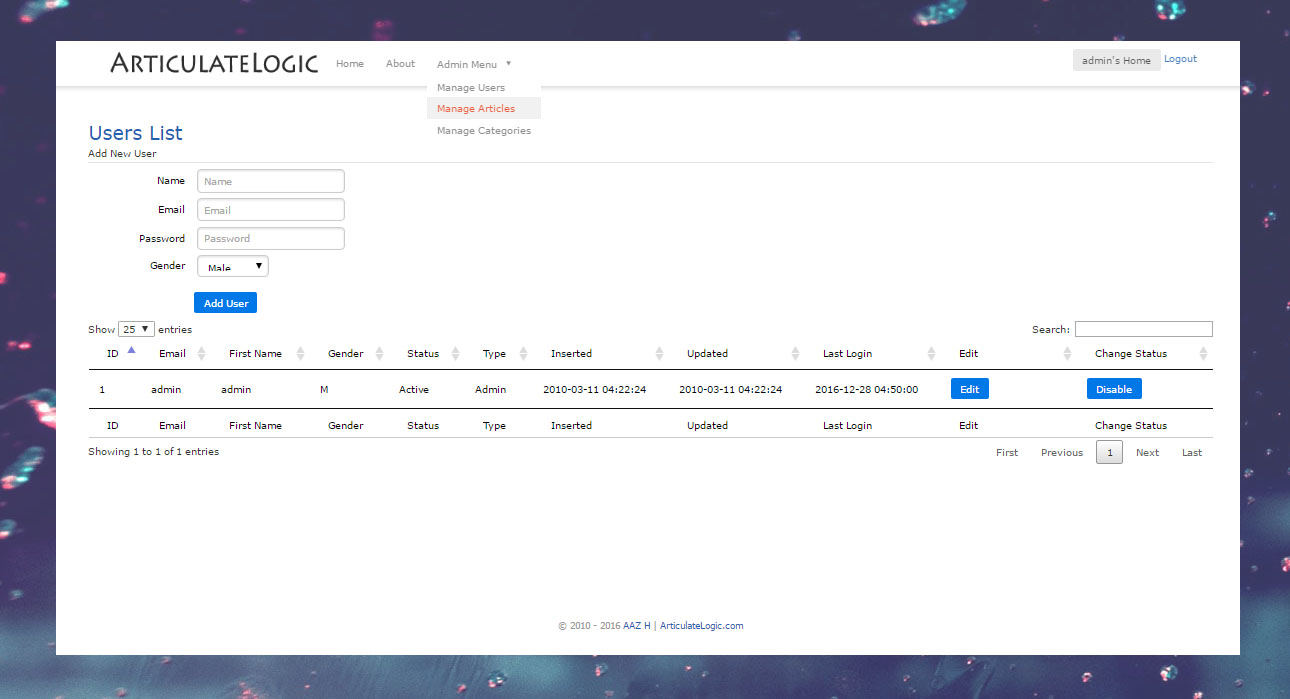 ArticulateLogic Home About Admin Menu ▼ admin's Home Logout
Manage Users
Manage Articles
Manage Categories
Users List
Add New User
Name Name
Email Email
Password Password
Gender Male ▼
Add User
Show 25 ▼ entries Search:
ID Email First Name Gender Status Type Inserted Updated Last Login Edit Change Status
1 admin admin M Active Admin 2010-03-11 04:22:24 2010-03-11 04:22:24 2016-12-28 04:50:00 Edit Disable
ID Email First Name Gender Status Type Inserted Updated Last Login Edit Change Status
Showing 1 to 1 of 1 entries First Previous 1 Next Last
© 2010 - 2016 AAZ H | ArticulateLogic.com